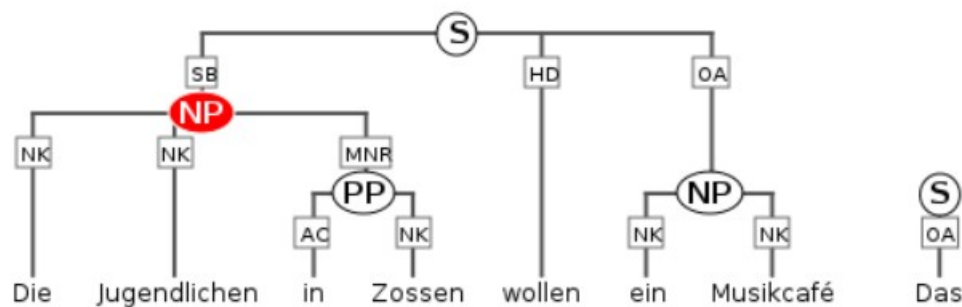 S
SB HD OA
NP
NK NK MNR
PP NP S
AC NK NK NK OA
Die Jugendlichen in Zossen wollen ein Musikcafé Das